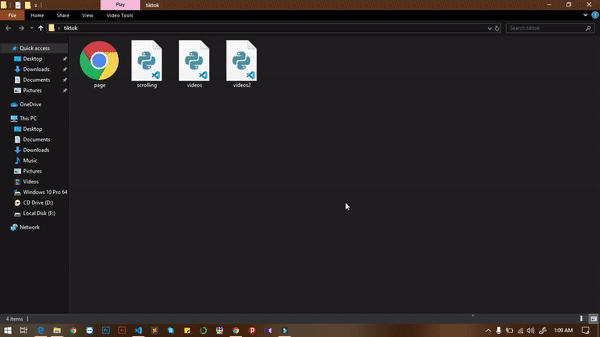 Play
tiktok
File
Home
Share
View
Video Tools
tiktok
Search tiktok
Quick access
Desktop
Downloads
Documents
Pictures
OneDrive
This PC
Desktop
Documents
Downloads
Music
Pictures
Videos
Windows 10 Pro 64
CD Drive (D:)
Local Disk (F:)
Network
page
scrolling
videos
videos2
4 items
1:09 AM